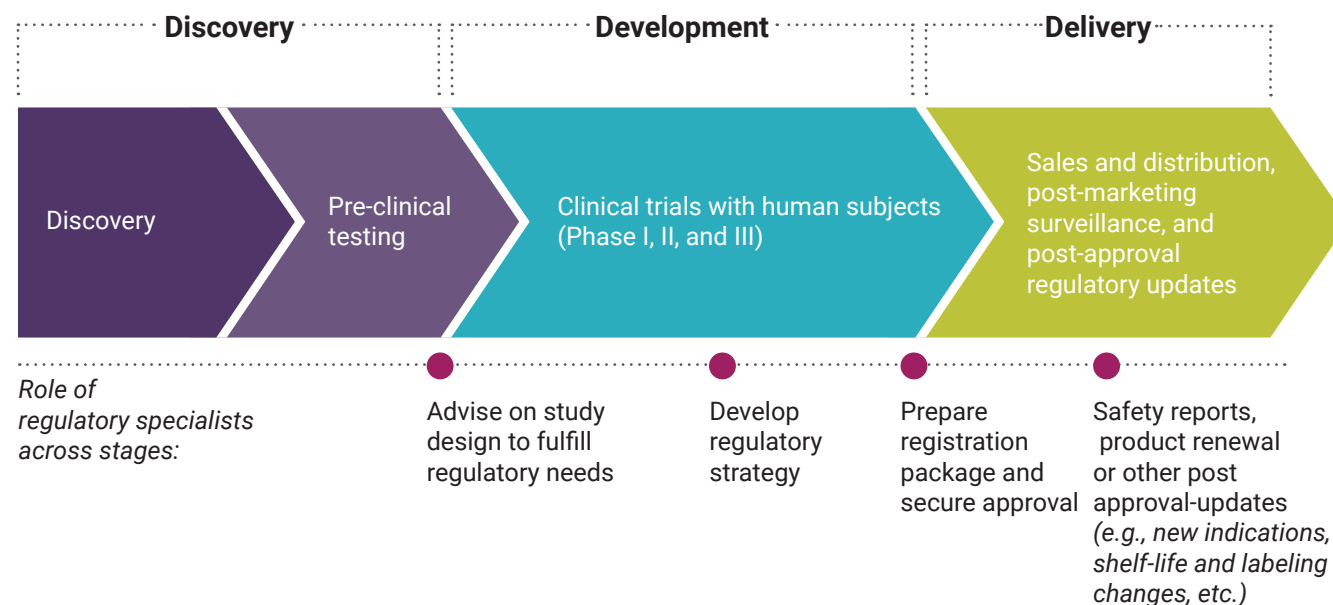 Discovery
Development
Delivery
Discovery
Pre-clinical
testing
Clinical trials with human subjects
(Phase I, II, and III)
Sales and distribution,
post-marketing
surveillance, and
post-approval
regulatory updates
Role of
regulatory specialists
across stages:
Advise on study
design to fulfill
regulatory needs
Develop
regulatory
strategy
Prepare
registration
package and
secure approval
Safety reports,
product renewal
or other post
approval-updates
(e.g., new indications,
shelf-life and labeling
changes, etc.)